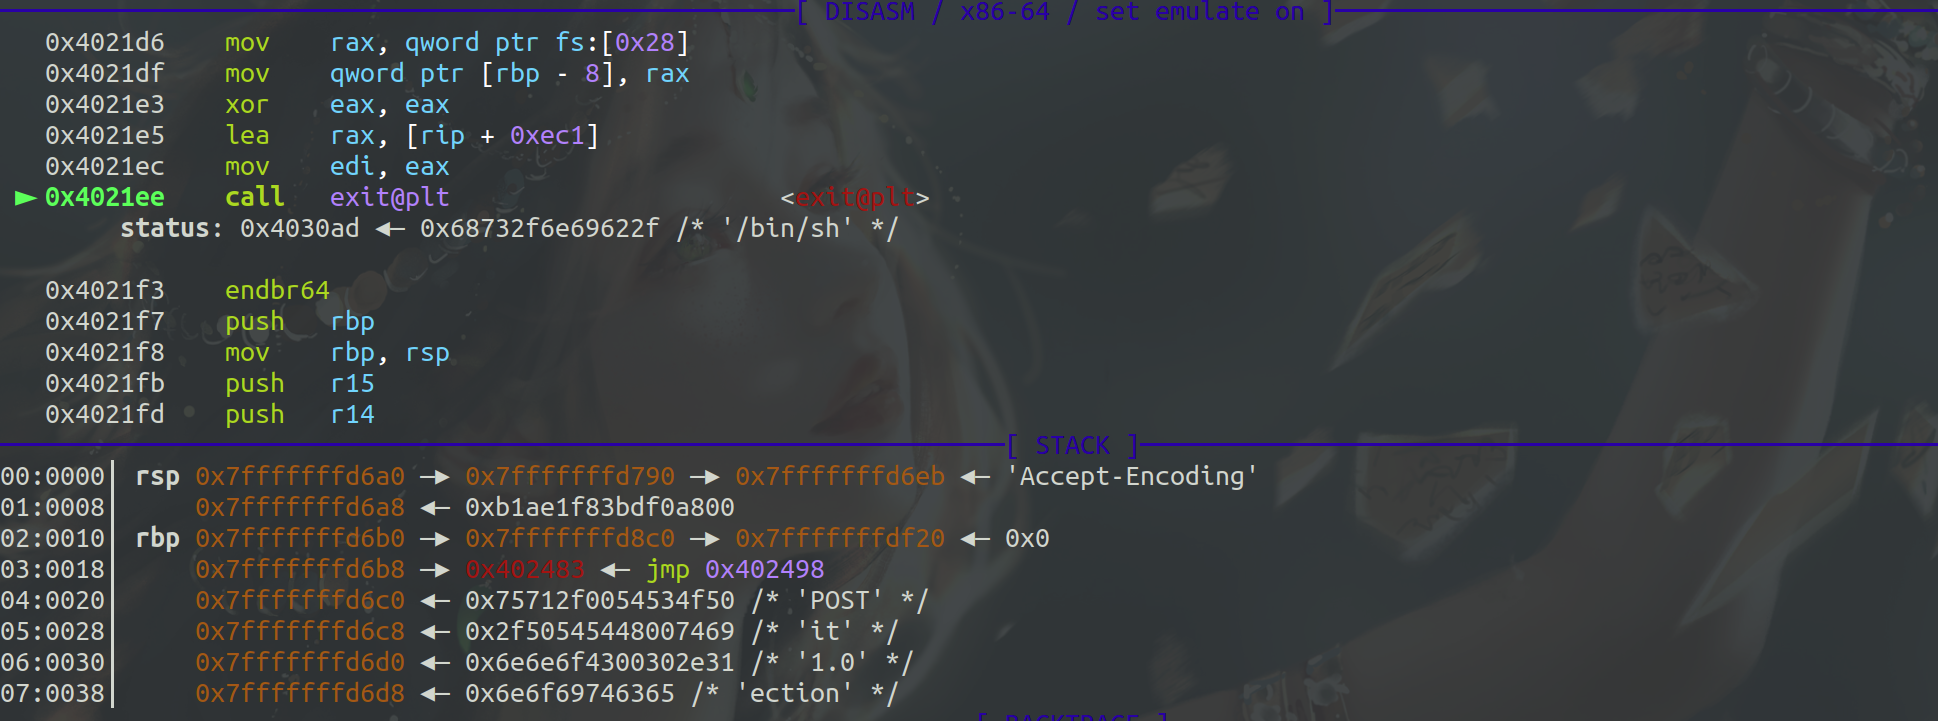 [ DISASM / x86-64 / set emulate on ]
0x4021d6 mov rax, qword ptr fs:[0x28]
0x4021df mov qword ptr [rbp - 8], rax
0x4021e3 xor eax, eax
0x4021e5 lea rax, [rip + 0xec1]
0x4021ec mov edi, eax
► 0x4021ee call exit@plt <exit@plt>
status: 0x4030ad ◂— 0x68732f6e69622f /* '/bin/sh' */
0x4021f3 endbr64
0x4021f7 push rbp
0x4021f8 mov rbp, rsp
0x4021fb push r15
0x4021fd push r14
[ STACK ]
00:0000│ rsp 0x7fffffffd6a0 —▸ 0x7fffffffd790 —▸ 0x7fffffffd6eb ◂— 'Accept-Encoding'
01:0008│ 0x7fffffffd6a8 ◂— 0xb1ae1f83bdf0a800
02:0010│ rbp 0x7fffffffd6b0 —▸ 0x7fffffffd8c0 —▸ 0x7fffffffdf20 ◂— 0x0
03:0018│ 0x7fffffffd6b8 —▸ 0x402483 ◂— jmp 0x402498
04:0020│ 0x7fffffffd6c0 ◂— 0x75712f0054534f50 /* 'POST' */
05:0028│ 0x7fffffffd6c8 ◂— 0x2f50545448007469 /* 'it' */
06:0030│ 0x7fffffffd6d0 ◂— 0x6e6e6f4300302e31 /* '1.0' */
07:0038│ 0x7fffffffd6d8 ◂— 0x6e6f69746365 /* 'ection' */
[ BACKTRACE ]